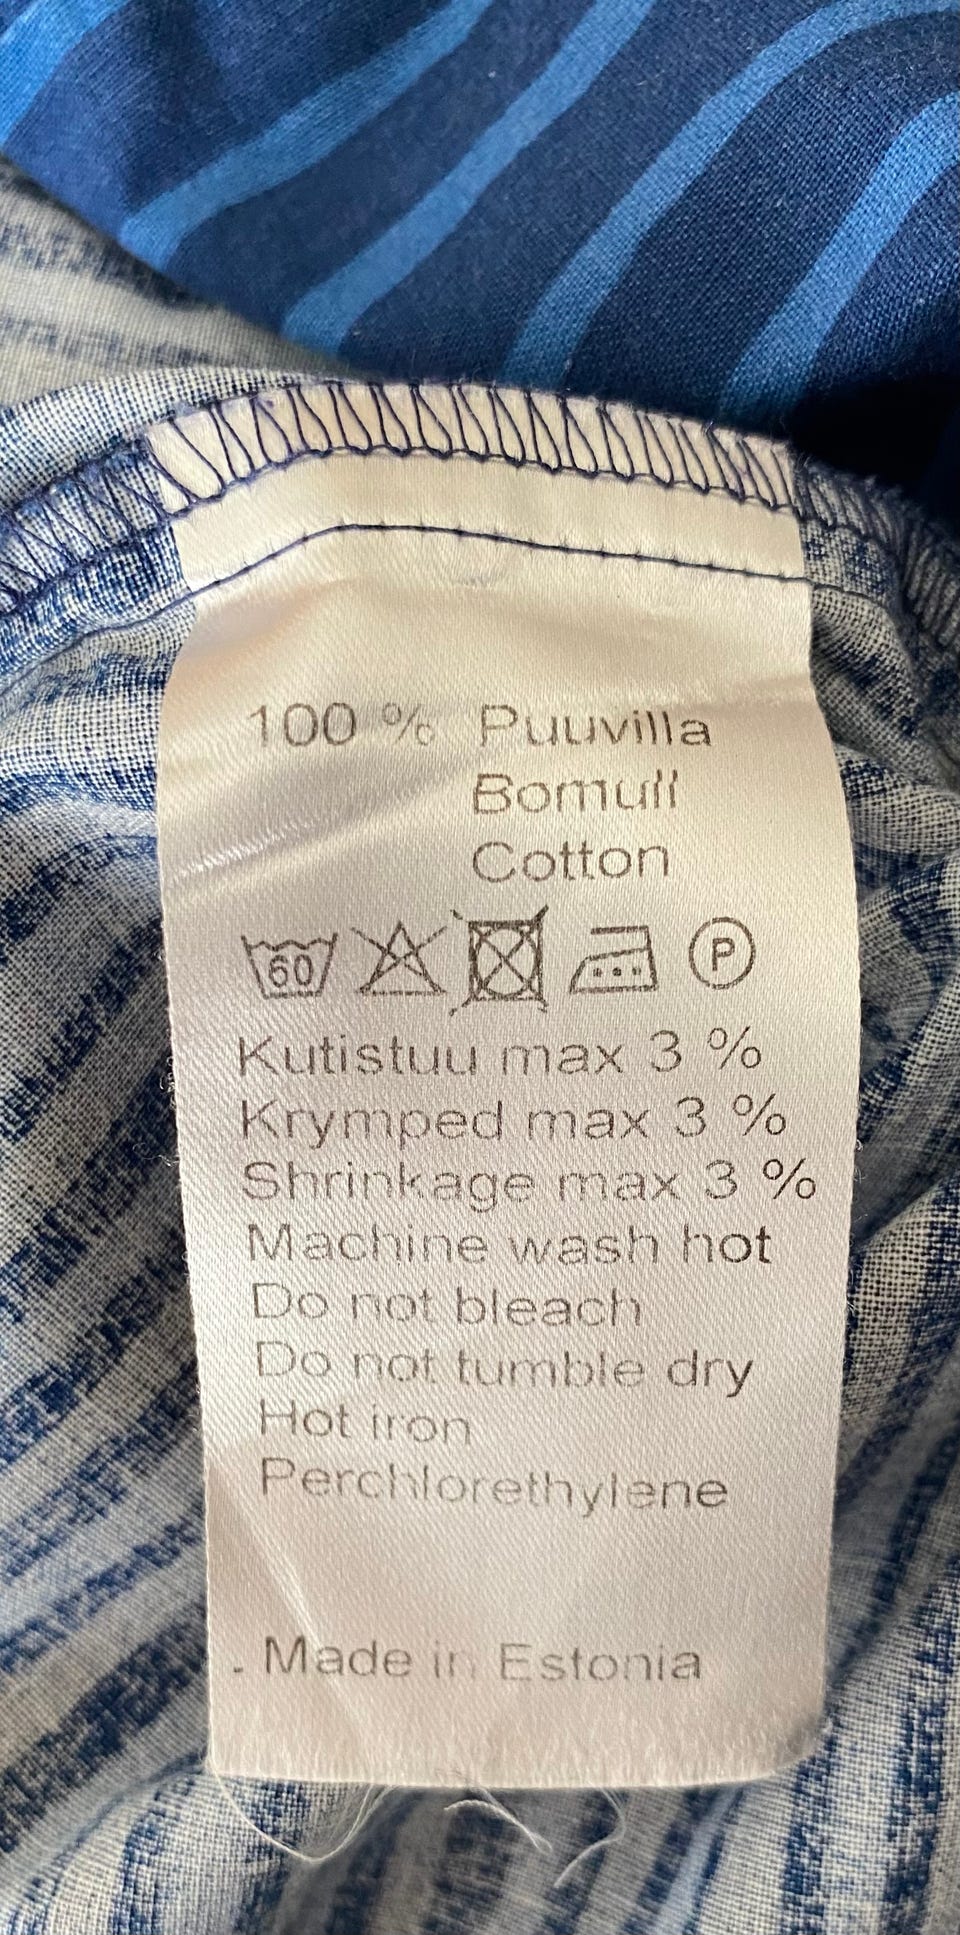 100 % Puuvilla
Bomull
Cotton
60 P
Kutistuu max 3 %
Krymped max 3 %
Shrinkage max 3 %
Machine wash hot
Do not bleach
Do not tumble dry
Hot iron
Perchlorethylene
. Made in Estonia